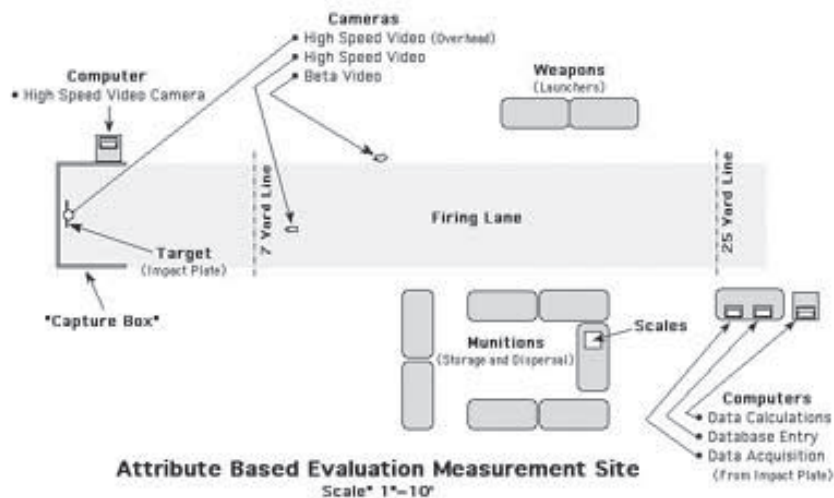 Cameras
• High Speed Video (Overhead)
• High Speed Video
• Beta Video
Computer
• High Speed Video Camera
Weapons
(Launchers)
7 Yard Line
Firing Lane
25 Yard Line
Target
(Impact Plate)
"Capture Box"
Munitions
(Storage and Dispersal)
Scales
Computers
• Data Calculations
• Database Entry
• Data Acquisition
(From Impact Plate)
Attribute Based Evaluation Measurement Site
Scale" 1"–10"